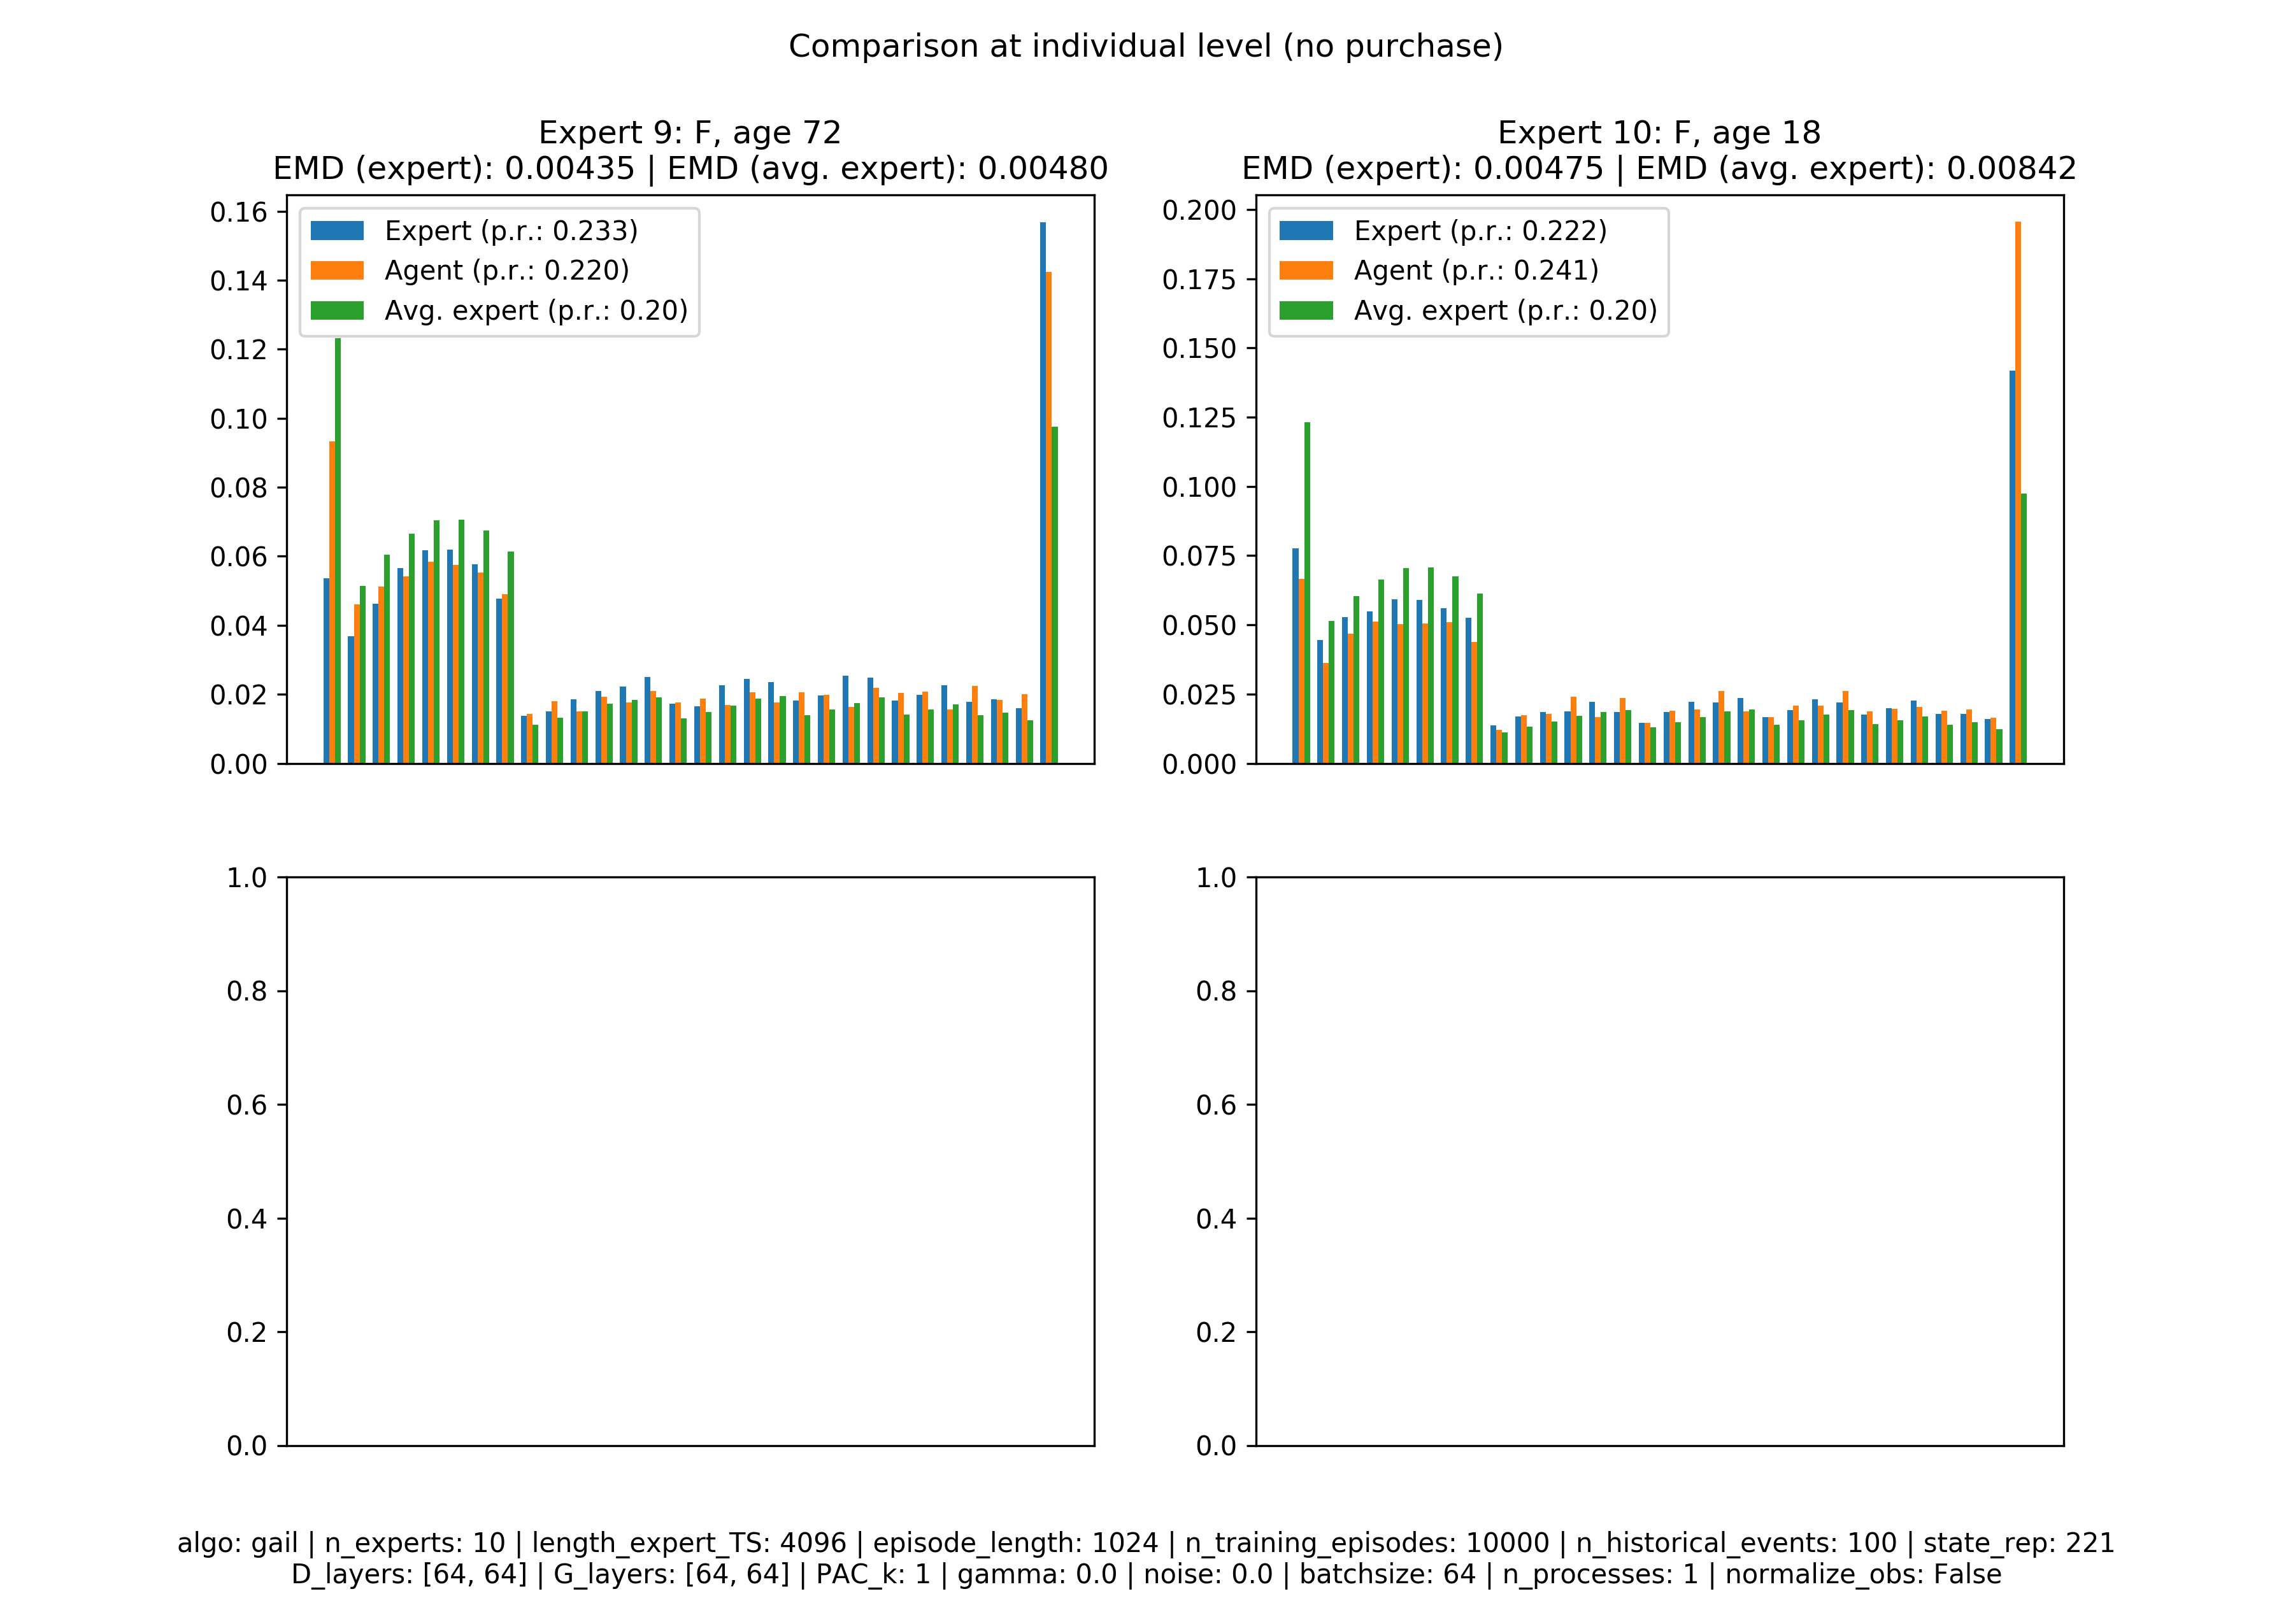 Comparison at individual level (no purchase)
Expert 9: F, age 72
EMD (expert): 0.00435 | EMD (avg. expert): 0.00480
0.16
0.14
0.12
0.10
0.08
0.06
0.04
0.02
0.00
Expert (p.r.: 0.233)
Agent (p.r.: 0.220)
Avg. expert (p.r.: 0.20)
Expert 10: F, age 18
EMD (expert): 0.00475 | EMD (avg. expert): 0.00842
0.200
0.175
0.150
0.125
0.100
0.075
0.050
0.025
0.000
Expert (p.r.: 0.222)
Agent (p.r.: 0.241)
Avg. expert (p.r.: 0.20)
1.0
0.8
0.6
0.4
0.2
0.0
1.0
0.8
0.6
0.4
0.2
0.0
algo: gail | n_experts: 10 | length_expert_TS: 4096 | episode_length: 1024 | n_training_episodes: 10000 | n_historical_events: 100 | state_rep: 221
D_layers: [64, 64] | G_layers: [64, 64] | PAC_k: 1 | gamma: 0.0 | noise: 0.0 | batchsize: 64 | n_processes: 1 | normalize_obs: False